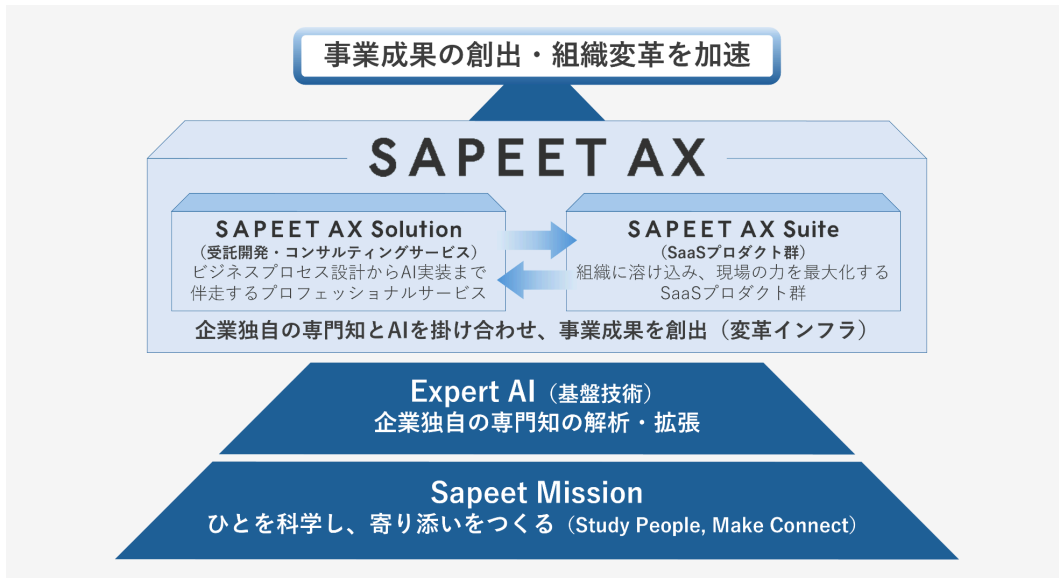 事業成果の創出・組織変革を加速
SAPEET AX
SAPEET AX Solution
（受託開発・コンサルティングサービス）
ビジネスプロセス設計からAI実装まで
伴走するプロフェッショナルサービス
SAPEET AX Suite
（SaaSプロダクト群）
組織に溶け込み、現場の力を最大化する
SaaSプロダクト群
企業独自の専門知とAIを掛け合わせ、事業成果を創出（変革インフラ）
Expert AI（基盤技術）
企業独自の専門知の解析・拡張
Sapeet Mission
ひとを科学し、寄り添いをつくる（Study People, Make Connect）